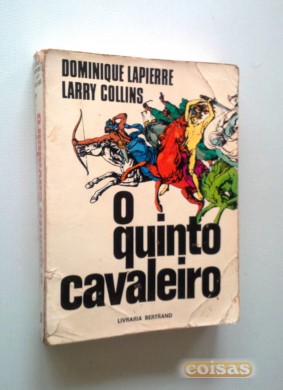 DOMINIQUE LAPIERRE
LARRY COLLINS
o
quinto
cavaleiro
LIVRARIA BERTRAND
coisas